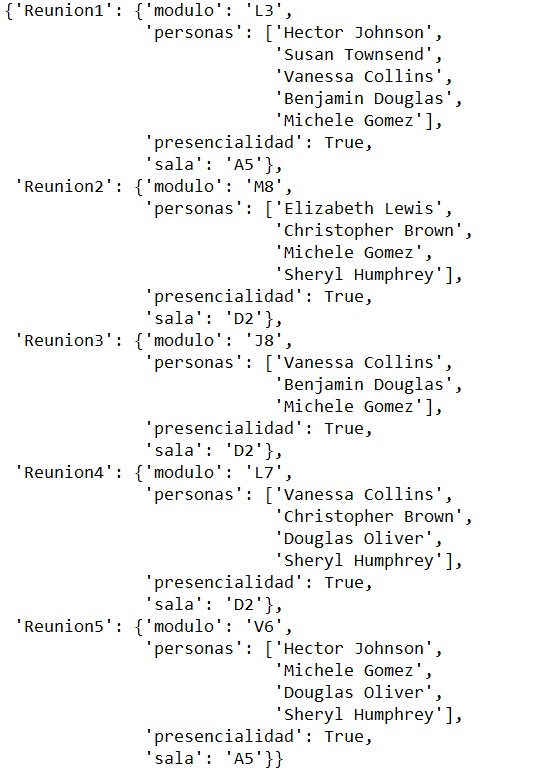 {'Reunion1': {'modulo': 'L3',
'personas': ['Hector Johnson',
'Susan Townsend',
'Vanessa Collins',
'Benjamin Douglas',
'Michele Gomez'],
'presencialidad': True,
'sala': 'A5'},
'Reunion2': {'modulo': 'M8',
'personas': ['Elizabeth Lewis',
'Christopher Brown',
'Michele Gomez',
'Sheryl Humphrey'],
'presencialidad': True,
'sala': 'D2'},
'Reunion3': {'modulo': 'J8',
'personas': ['Vanessa Collins',
'Benjamin Douglas',
'Michele Gomez'],
'presencialidad': True,
'sala': 'D2'},
'Reunion4': {'modulo': 'L7',
'personas': ['Vanessa Collins',
'Christopher Brown',
'Douglas Oliver',
'Sheryl Humphrey'],
'presencialidad': True,
'sala': 'D2'},
'Reunion5': {'modulo': 'V6',
'personas': ['Hector Johnson',
'Michele Gomez',
'Douglas Oliver',
'Sheryl Humphrey'],
'presencialidad': True,
'sala': 'A5'}}